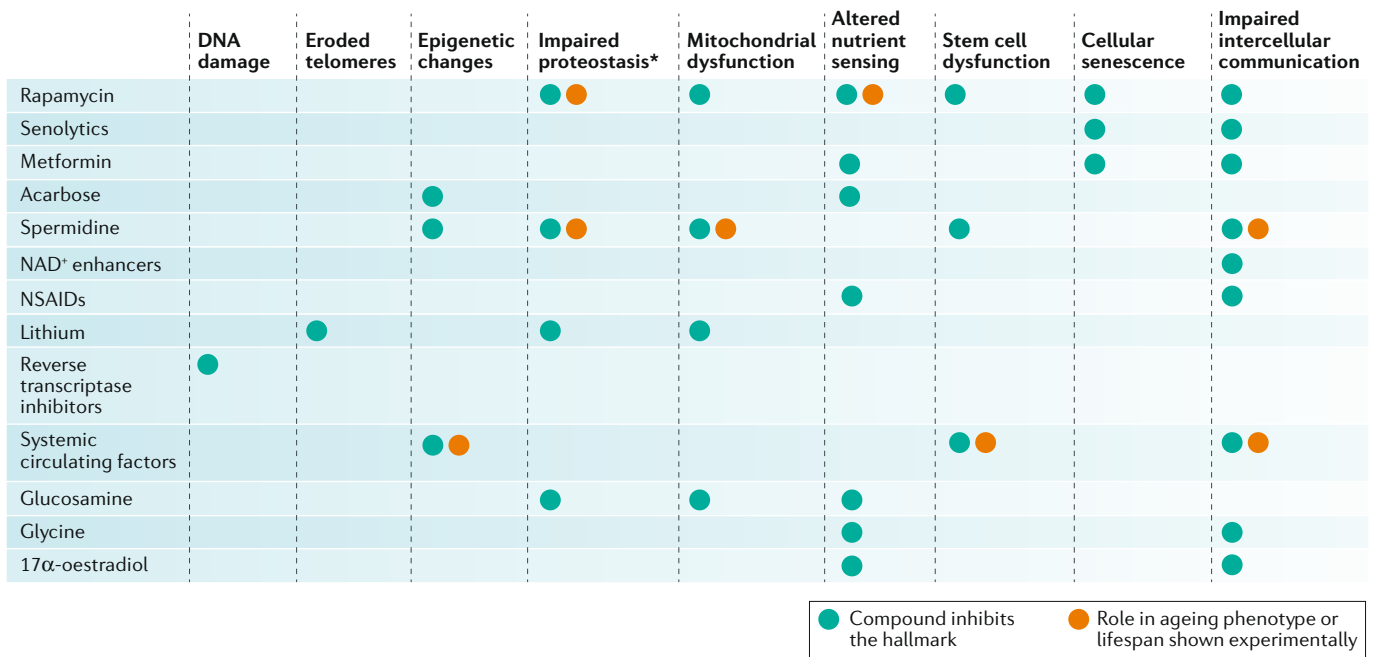 DNA
damage
Eroded
telomeres
Epigenetic
changes
Impaired
proteostasis*
Mitochondrial
dysfunction
Altered
nutrient
sensing
Stem cell
dysfunction
Cellular
senescence
Impaired
intercellular
communication
Rapamycin
Senolytics
Metformin
Acarbose
Spermidine
NAD⁺ enhancers
NSAIDs
Lithium
Reverse
transcriptase
inhibitors
Systemic
circulating factors
Glucosamine
Glycine
17α-oestradiol
Compound inhibits
the hallmark
Role in ageing phenotype or
lifespan shown experimentally